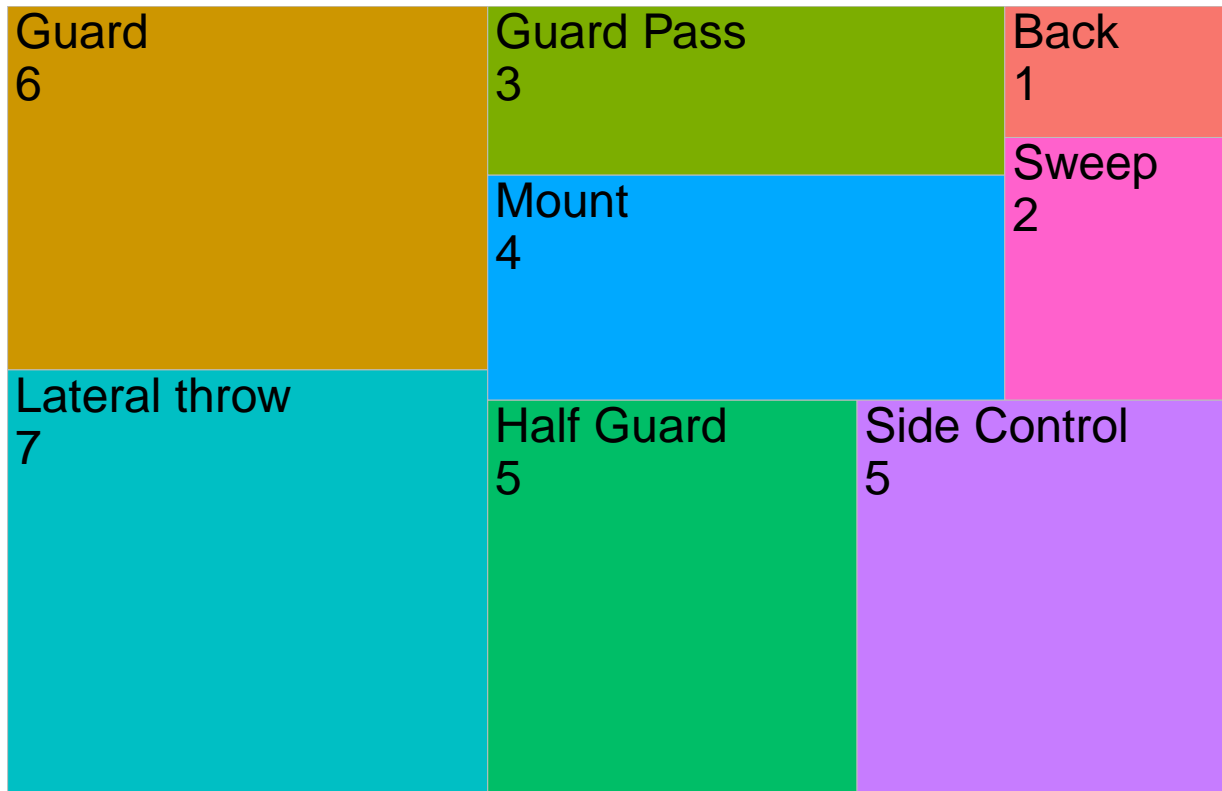 Guard
6
Guard Pass
3
Back
1
Sweep
2
Mount
4
Lateral throw
7
Half Guard
5
Side Control
5